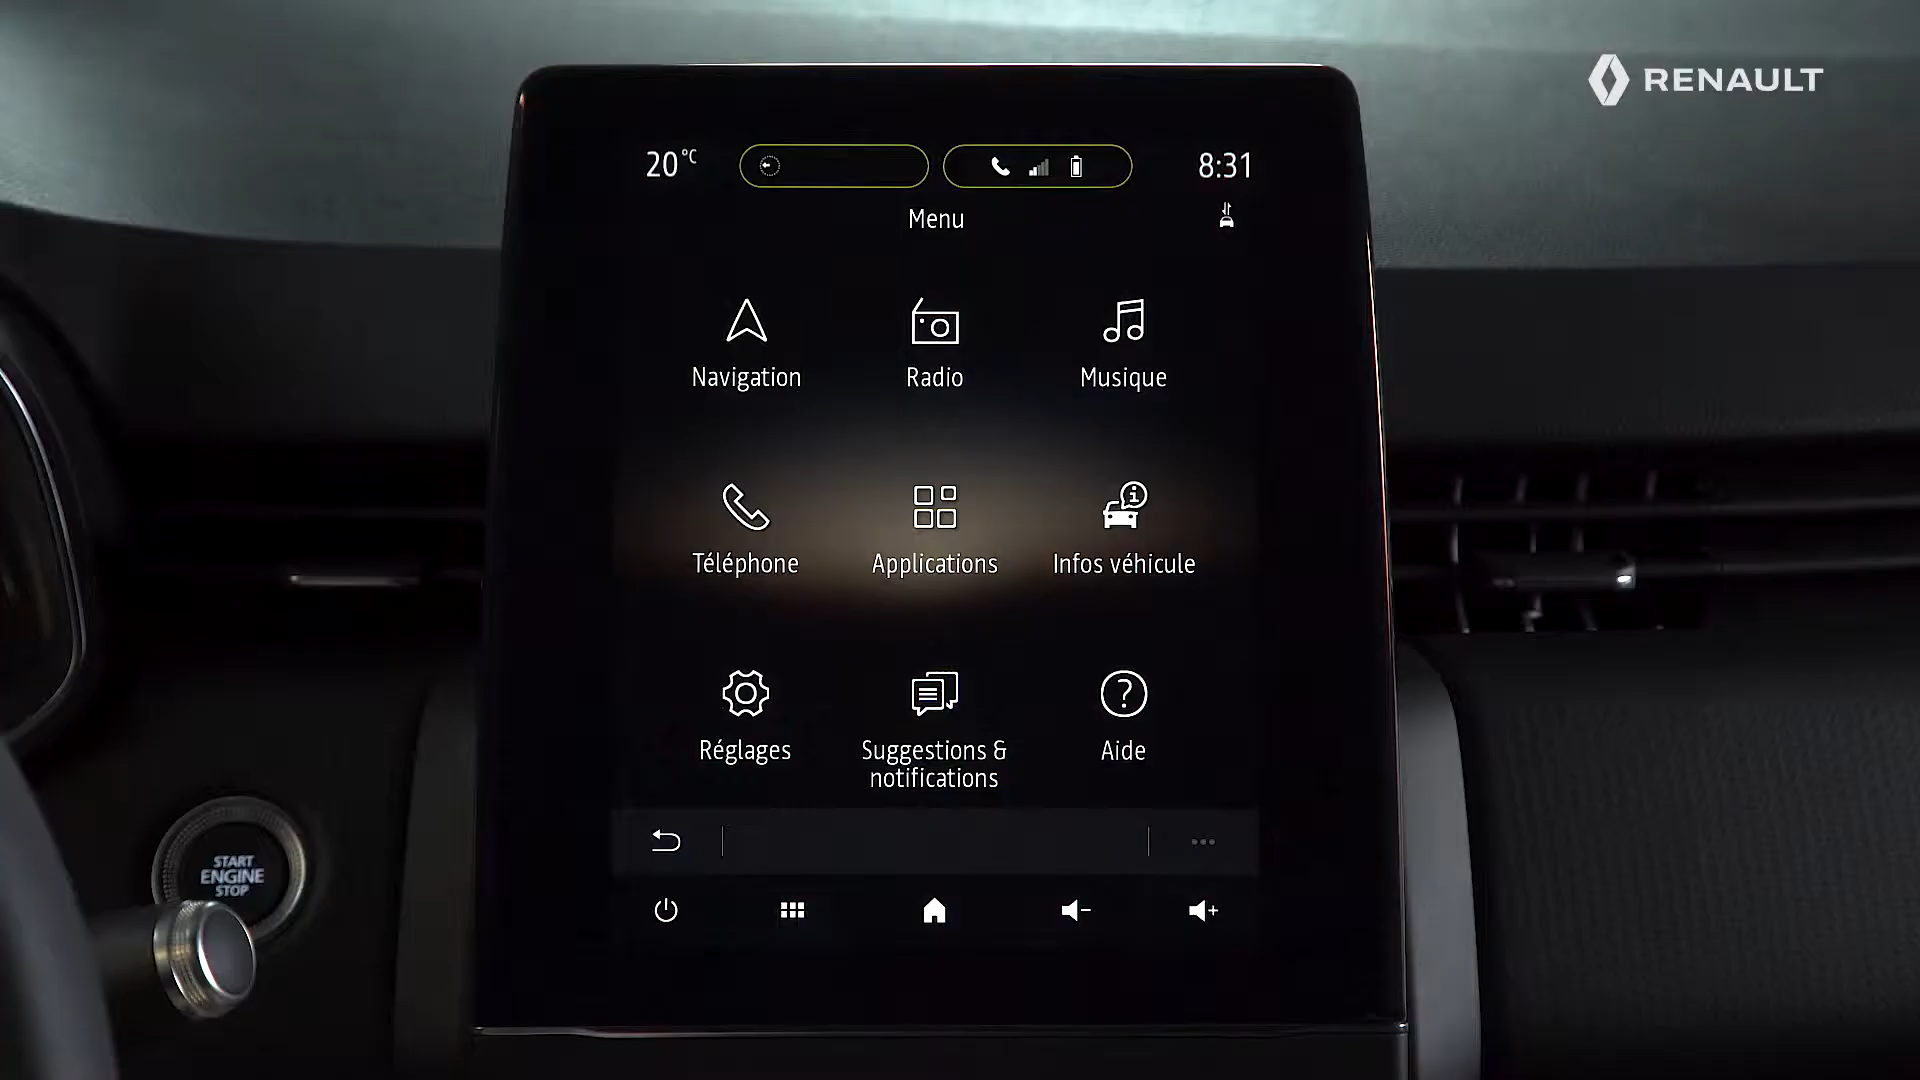 RENAULT
20°C
8:31
Menu
Navigation
Radio
Musique
Téléphone
Applications
Infos véhicule
Réglages
Suggestions &
notifications
Aide
START
ENGINE
STOP